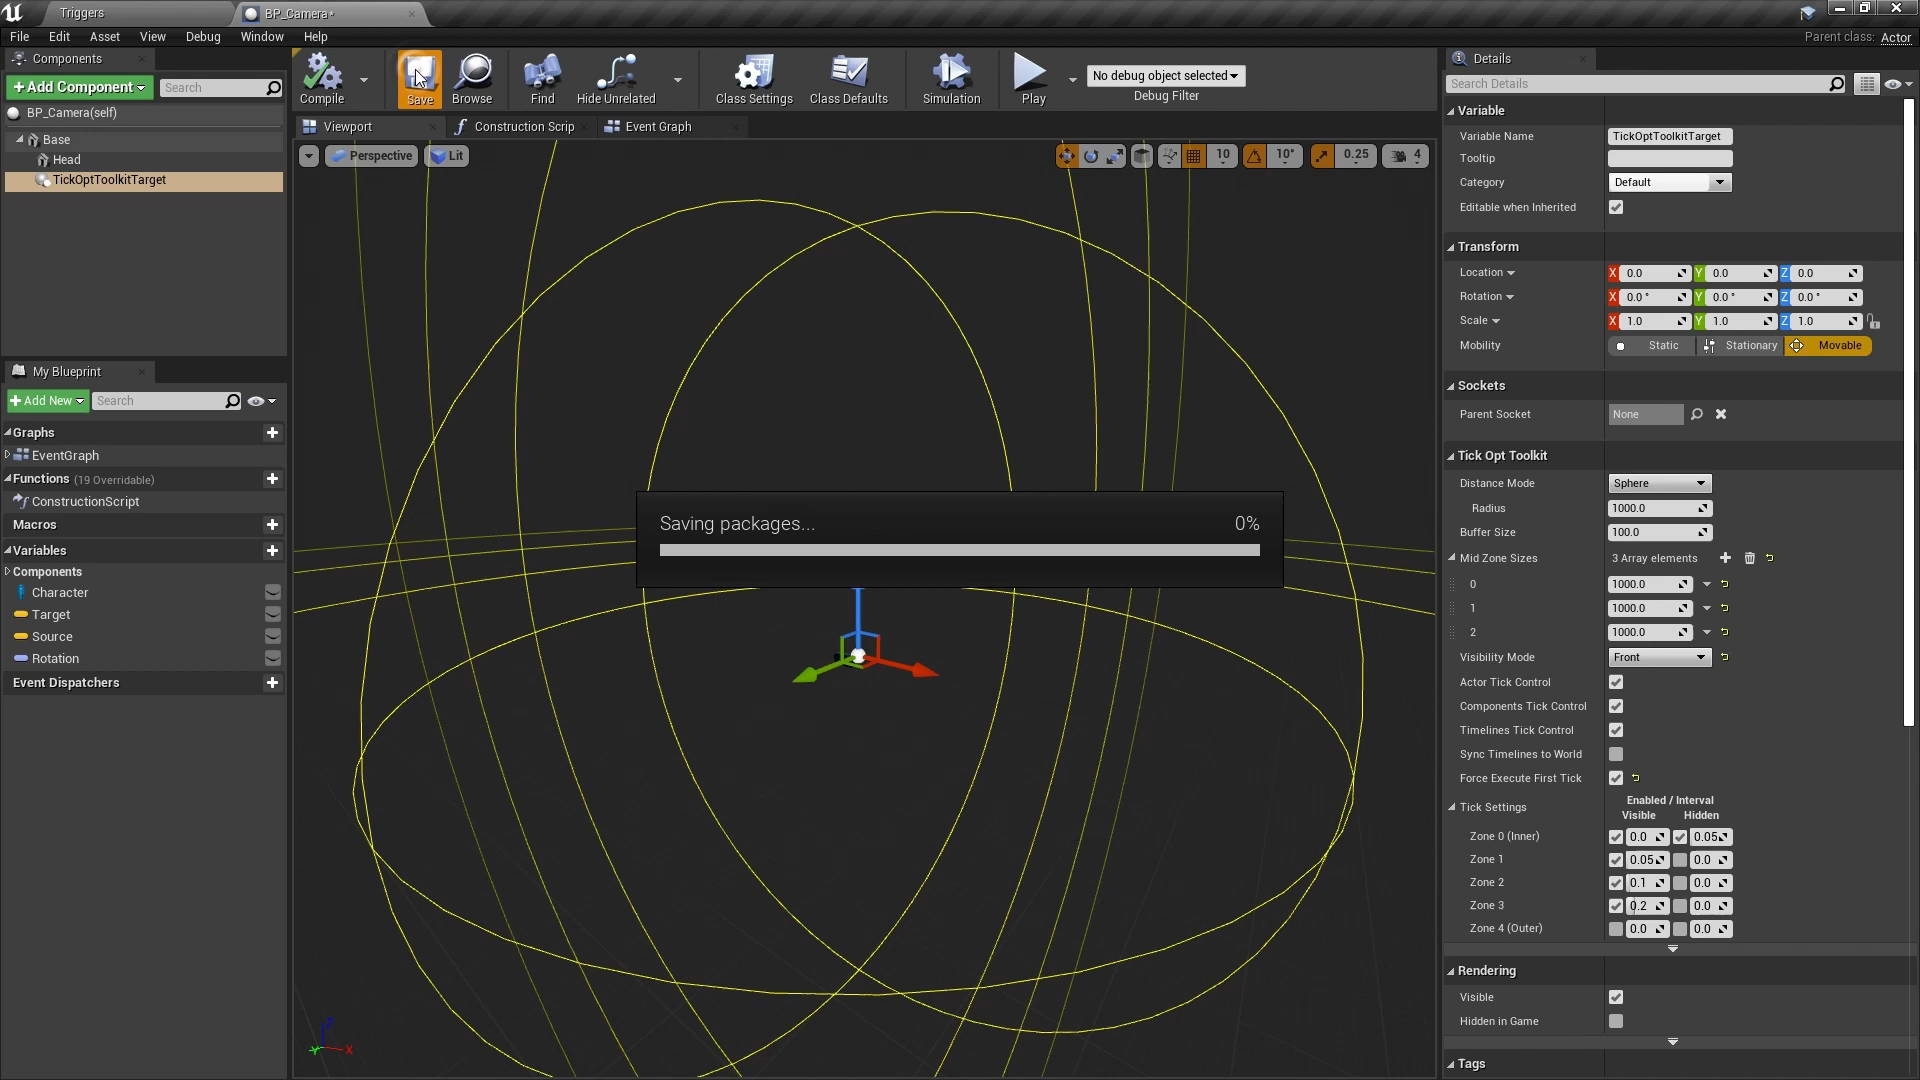 Triggers
BP_Camera*
File Edit Asset View Debug Window Help
Parent class: Actor
Components
+Add Component
Search
BP_Camera(self)
Base
Head
TickOptToolkitTarget
My Blueprint
+Add New
Search
Graphs
EventGraph
Functions (19 Overridable)
ConstructionScript
Macros
Variables
Components
Character
Target
Source
Rotation
Event Dispatchers
Compile
Save
Browse
Find
Hide Unrelated
Class Settings
Class Defaults
Simulation
Play
No debug object selected
Debug Filter
Viewport
Construction Scrip
Event Graph
Perspective
Lit
10
10°
0.25
4
Saving packages...
0%
Z
Y
X
Details
Search Details
Variable
Variable Name TickOptToolkitTarget
Tooltip
Category Default
Editable when Inherited
Transform
Location X 0.0 Y 0.0 Z 0.0
Rotation X 0.0 ° Y 0.0 ° Z 0.0 °
Scale X 1.0 Y 1.0 Z 1.0
Mobility Static Stationary Movable
Sockets
Parent Socket None
Tick Opt Toolkit
Distance Mode Sphere
Radius 1000.0
Buffer Size 100.0
Mid Zone Sizes 3 Array elements
0 1000.0
1 1000.0
2 1000.0
Visibility Mode Front
Actor Tick Control
Components Tick Control
Timelines Tick Control
Sync Timelines to World
Force Execute First Tick
Tick Settings
Enabled / Interval
Visible Hidden
Zone 0 (Inner) 0.0 0.05
Zone 1 0.05 0.0
Zone 2 0.1 0.0
Zone 3 0.2 0.0
Zone 4 (Outer) 0.0 0.0
Rendering
Visible
Hidden in Game
Tags